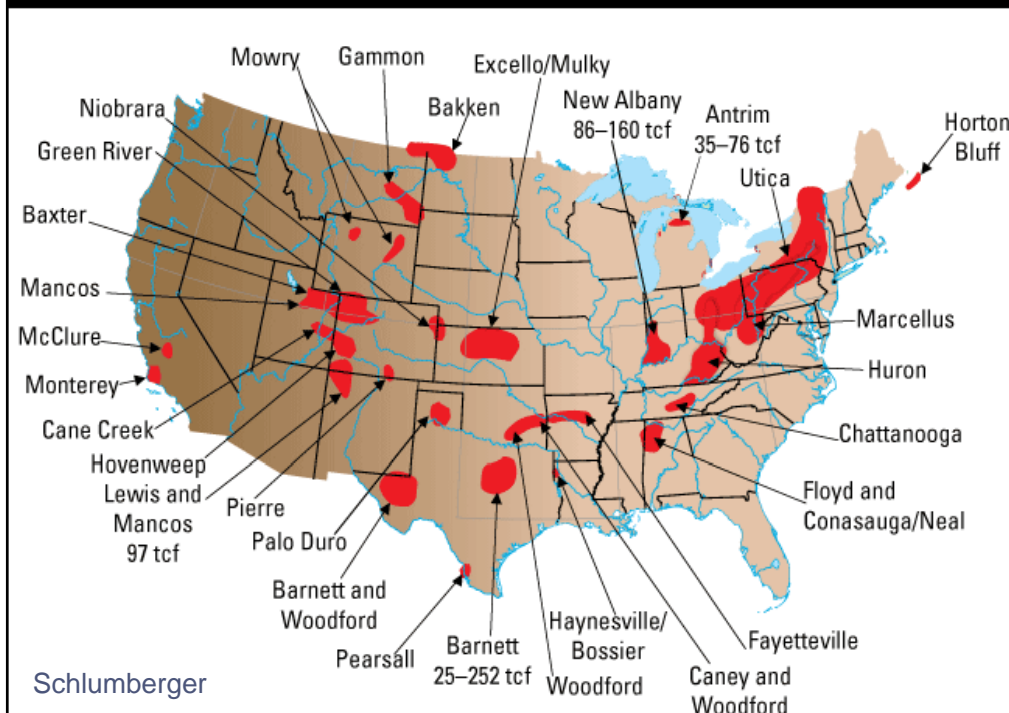 Mowry
Gammon
Excello/Mulky
Niobrara
Bakken
New Albany
86–160 tcf
Antrim
35–76 tcf
Horton
Bluff
Green River
Utica
Baxter
Mancos
McClure
Marcellus
Monterey
Huron
Cane Creek
Chattanooga
Hovenweep
Lewis and
Mancos
97 tcf
Pierre
Floyd and
Conasauga/Neal
Palo Duro
Barnett and
Woodford
Haynesville/
Bossier
Fayetteville
Pearsall
Barnett
25–252 tcf
Woodford
Caney and
Woodford
Schlumberger